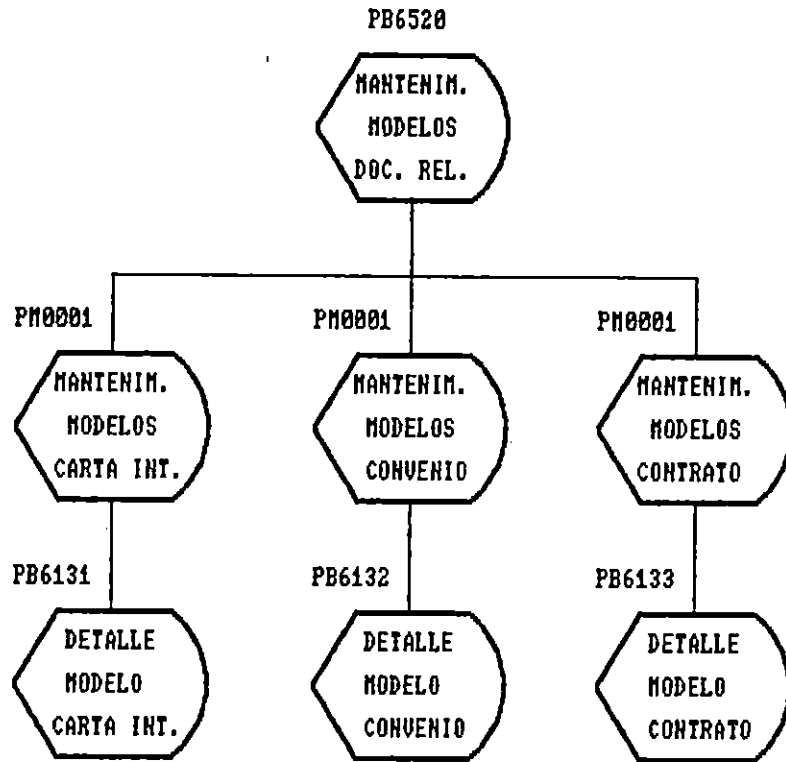 PB6520
MANTENIM.
MODELOS
DOC. REL.
PM0001
MANTENIM.
MODELOS
CARTA INT.
PM0001
MANTENIM.
MODELOS
CONVENIO
PM0001
MANTENIM.
MODELOS
CONTRATO
PB6131
DETALLE
MODELO
CARTA INT.
PB6132
DETALLE
MODELO
CONVENIO
PB6133
DETALLE
MODELO
CONTRATO